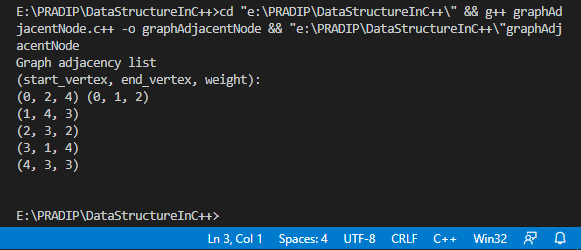 E:\PRADIP\DataStructureInC++>cd "e:\PRADIP\DataStructureInC++\" && g++ graphAd
jacentNode.c++ -o graphAdjacentNode && "e:\PRADIP\DataStructureInC++\"graphAdj
acentNode
Graph adjacency list
(start_vertex, end_vertex, weight):
(0, 2, 4) (0, 1, 2)
(1, 4, 3)
(2, 3, 2)
(3, 1, 4)
(4, 3, 3)
E:\PRADIP\DataStructureInC++>
Ln 3, Col 1 Spaces: 4 UTF-8 CRLF C++ Win32